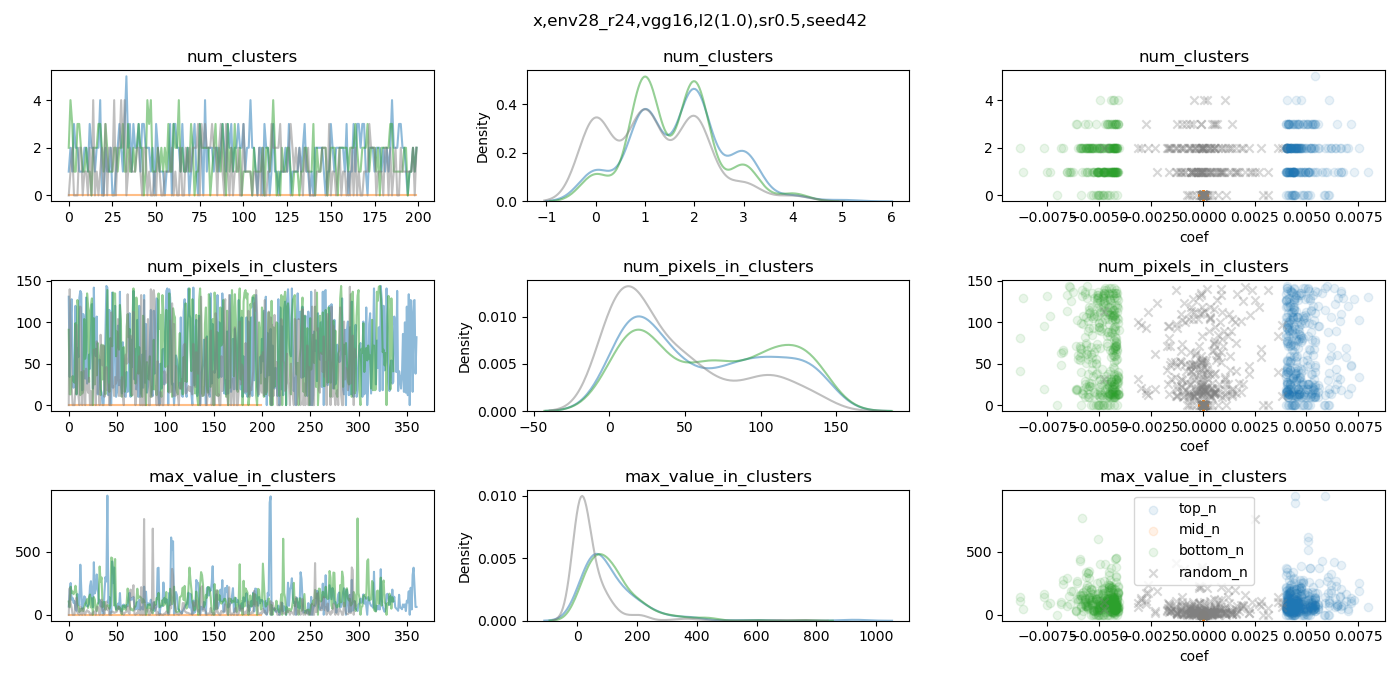 x,env28_r24,vgg16,l2(1.0),sr0.5,seed42
num_clusters
num_clusters
num_clusters
4
2
0
0 25 50 75 100 125 150 175 200
Density
0.4
0.2
0.0
−1 0 1 2 3 4 5 6
4
2
0
−0.0075 −0.0050 −0.0025 0.0000 0.0025 0.0050 0.0075
coef
num_pixels_in_clusters
num_pixels_in_clusters
num_pixels_in_clusters
150
100
50
0
0 50 100 150 200 250 300 350
Density
0.010
0.005
0.000
−50 0 50 100 150
150
100
50
0
−0.0075 −0.0050 −0.0025 0.0000 0.0025 0.0050 0.0075
coef
max_value_in_clusters
max_value_in_clusters
max_value_in_clusters
500
0
0 50 100 150 200 250 300 350
Density
0.010
0.005
0.000
0 200 400 600 800 1000
500
0
top_n
mid_n
bottom_n
random_n
−0.0075 −0.0050 −0.0025 0.0000 0.0025 0.0050 0.0075
coef